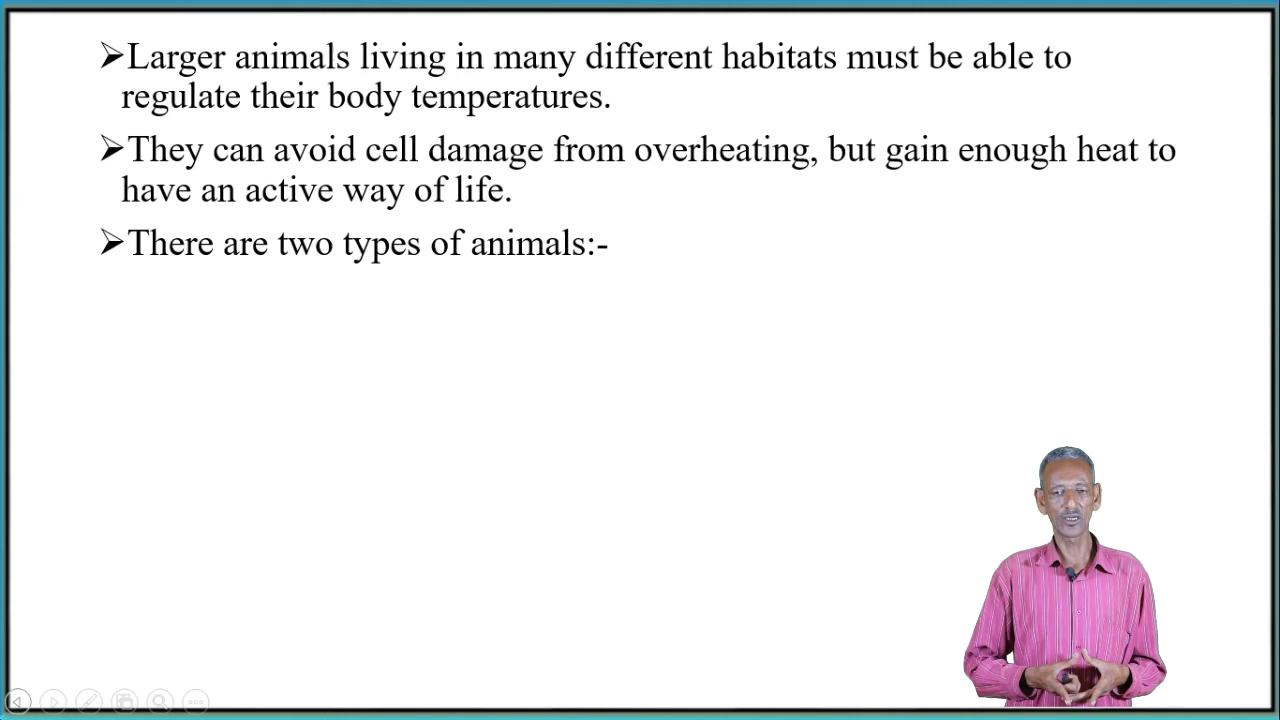 ➢Larger animals living in many different habitats must be able to
regulate their body temperatures.
➢They can avoid cell damage from overheating, but gain enough heat to
have an active way of life.
➢There are two types of animals:-